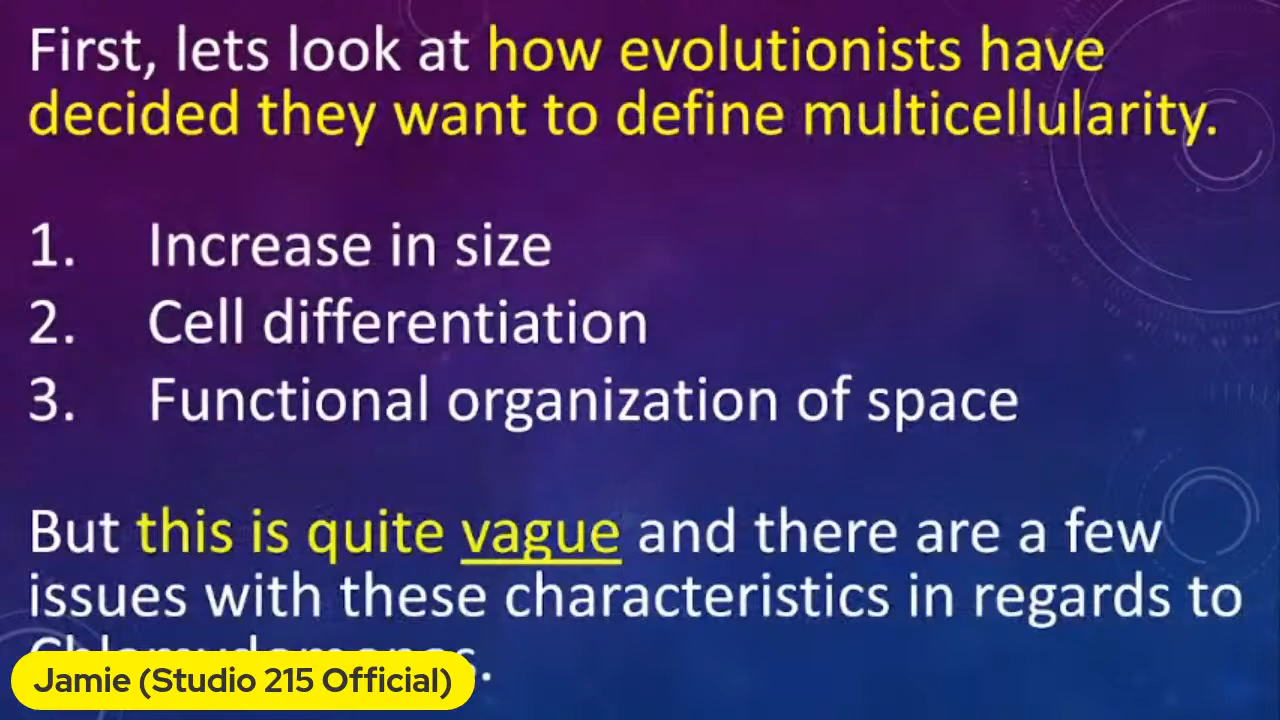 First, lets look at how evolutionists have
decided they want to define multicellularity.
1. Increase in size
2. Cell differentiation
3. Functional organization of space
But this is quite vague and there are a few
issues with these characteristics in regards to
Jamie (Studio 215 Official)